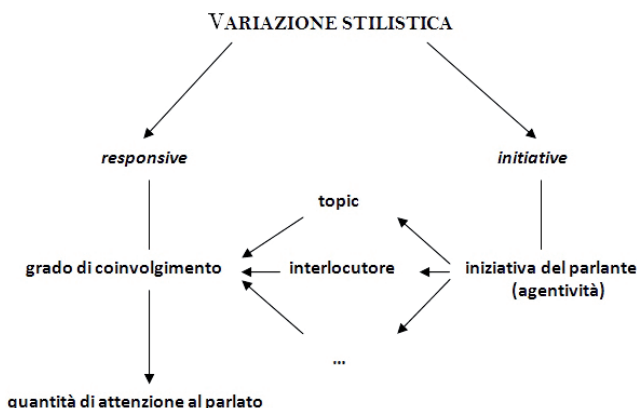 VARIAZIONE STILISTICA
responsive
initiative
topic
grado di coinvolgimento
interlocutore
iniziativa del parlante
(agentività)
...
quantità di attenzione al parlato